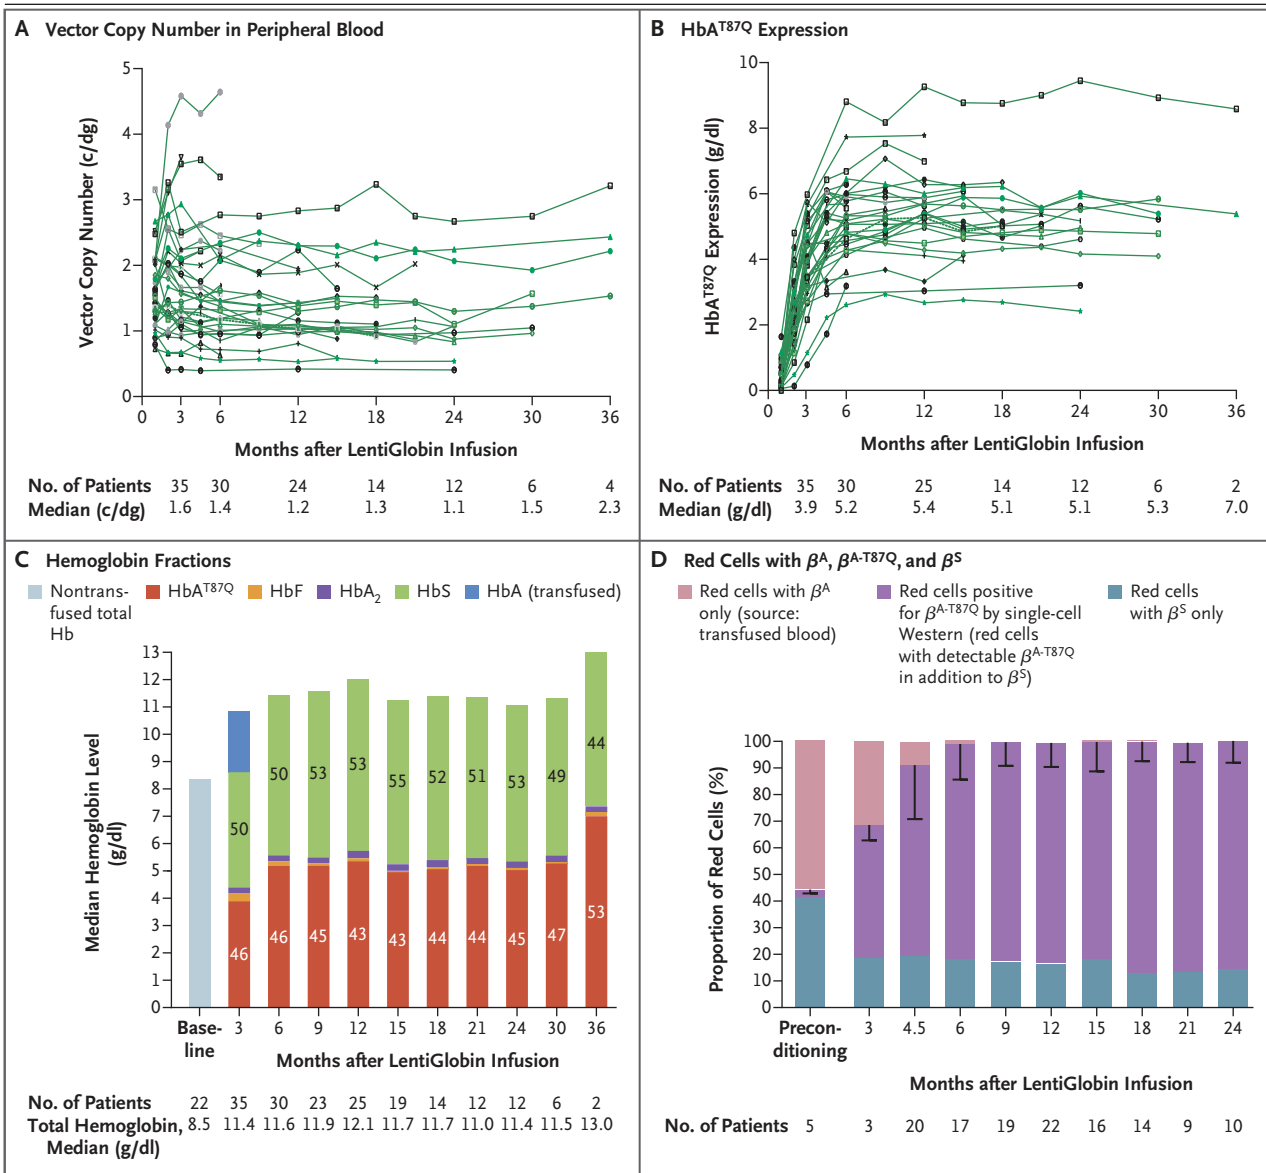 A Vector Copy Number in Peripheral Blood
Vector Copy Number (c/dg)
5
4
3
2
1
0
0 3 6 12 18 24 30 36
Months after LentiGlobin Infusion
No. of Patients 35 30 24 14 12 6 4
Median (c/dg) 1.6 1.4 1.2 1.3 1.1 1.5 2.3
B HbA^T87Q Expression
HbA^T87Q Expression (g/dl)
10
8
6
4
2
0
0 3 6 12 18 24 30 36
Months after LentiGlobin Infusion
No. of Patients 35 30 25 14 12 6 2
Median (g/dl) 3.9 5.2 5.4 5.1 5.1 5.3 7.0
C Hemoglobin Fractions
Nontrans-
fused total
Hb
HbA^T87Q
HbF
HbA₂
HbS
HbA (transfused)
Median Hemoglobin Level
(g/dl)
13
12
11
10
9
8
7
6
5
4
3
2
1
0
50 50 53 53 55 52 51 53 49 44
46 46 45 43 43 44 44 45 47 53
Base-
line
3 6 9 12 15 18 21 24 30 36
Months after LentiGlobin Infusion
No. of Patients 22 35 30 23 25 19 14 12 12 6 2
Total Hemoglobin, 8.5 11.4 11.6 11.9 12.1 11.7 11.7 11.0 11.4 11.5 13.0
Median (g/dl)
D Red Cells with β^A, β^A-T87Q, and β^S
Red cells with β^A
only (source:
transfused blood)
Red cells positive
for β^A-T87Q by single-cell
Western (red cells
with detectable β^A-T87Q
in addition to β^S)
Red cells
with β^S only
Proportion of Red Cells (%)
100
90
80
70
60
50
40
30
20
10
0
Precon-
ditioning
3 4.5 6 9 12 15 18 21 24
Months after LentiGlobin Infusion
No. of Patients 5 3 20 17 19 22 16 14 9 10